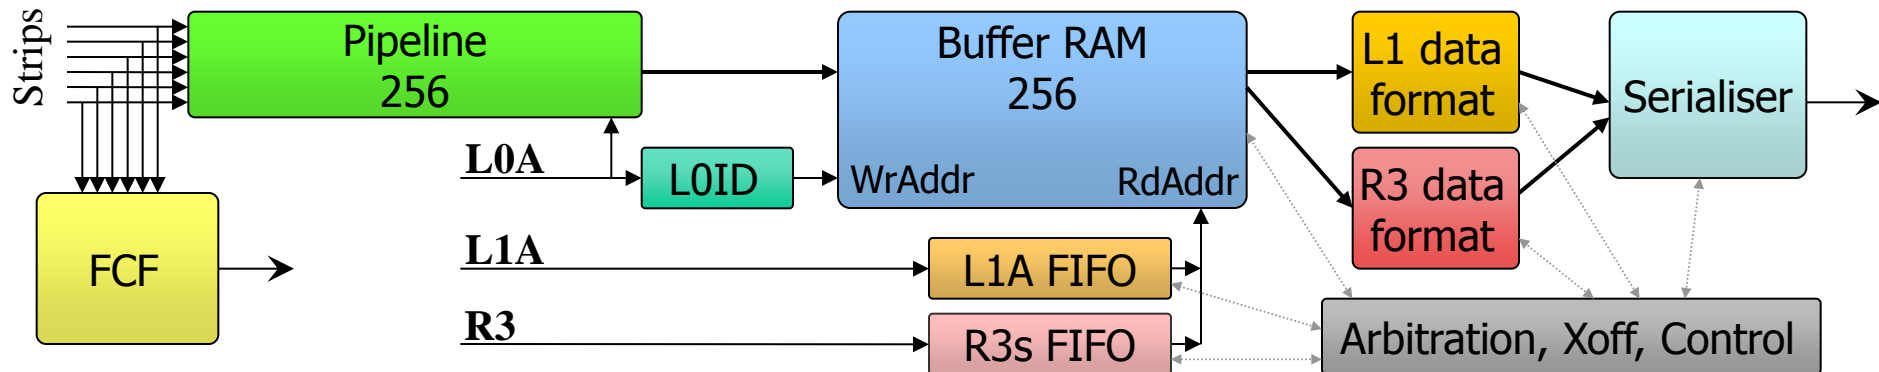 Strips
Pipeline
256
Buffer RAM
256
L1 data
format
Serialiser
L0A
L0ID
WrAddr
RdAddr
R3 data
format
FCF
L1A
L1A FIFO
R3
R3s FIFO
Arbitration, Xoff, Control